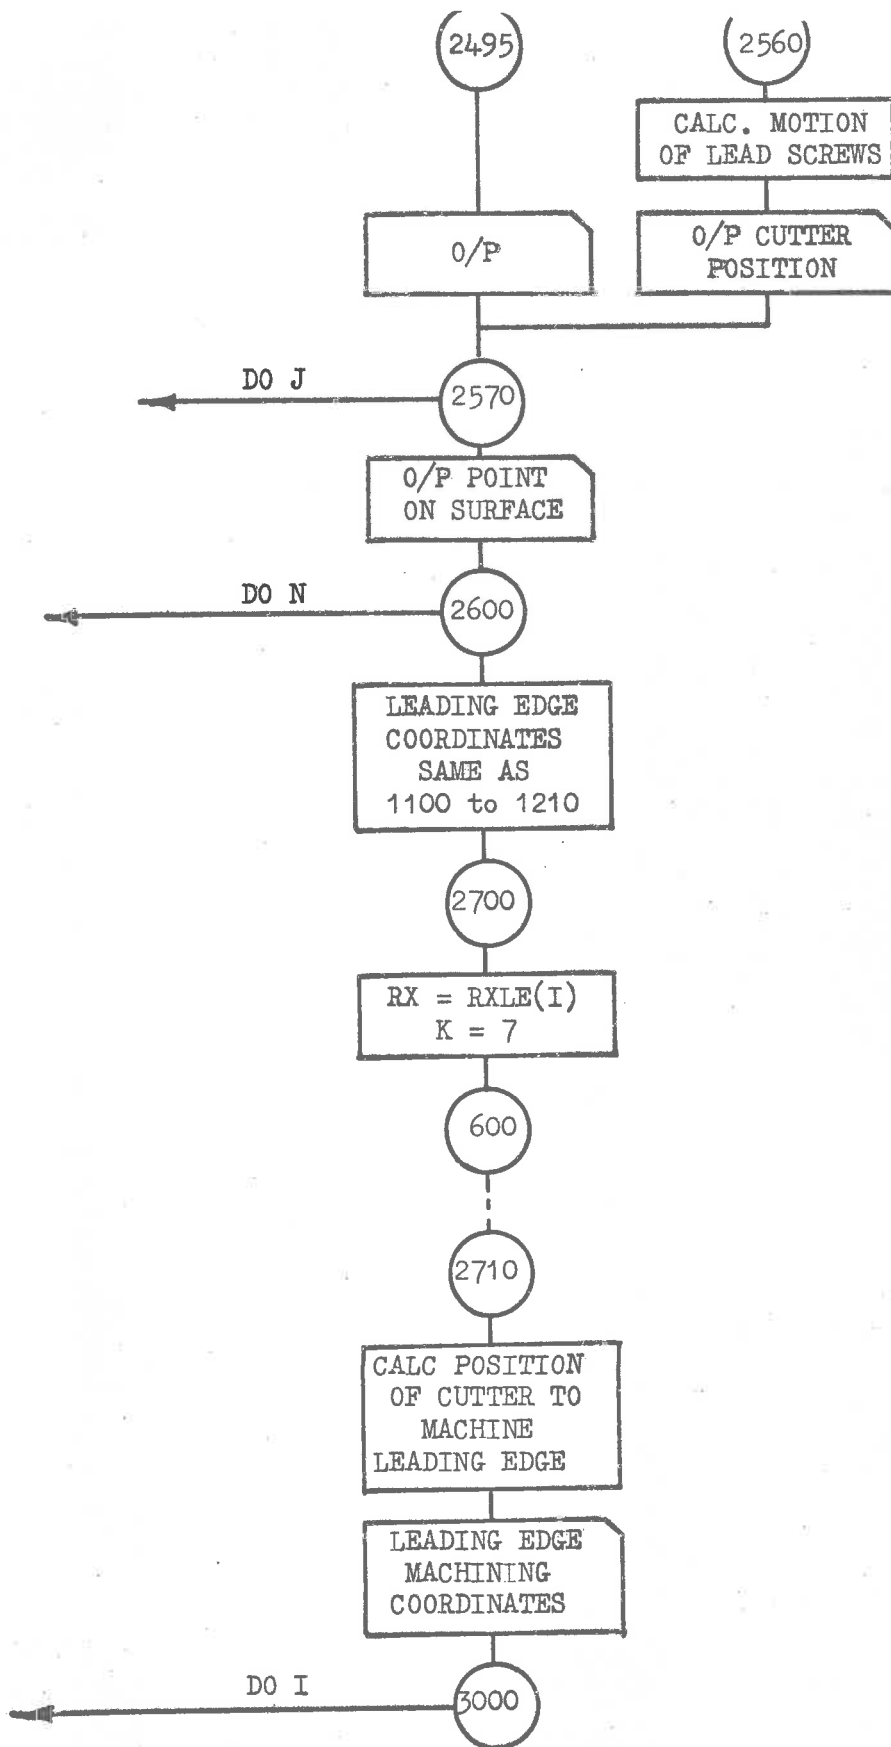 2495
2560
CALC. MOTION
OF LEAD SCREWS
O/P
O/P CUTTER
POSITION
DO J
2570
O/P POINT
ON SURFACE
DO N
2600
LEADING EDGE
COORDINATES
SAME AS
1100 to 1210
2700
RX = RXLE(I)
K = 7
600
2710
CALC POSITION
OF CUTTER TO
MACHINE
LEADING EDGE
LEADING EDGE
MACHINING
COORDINATES
DO I
3000